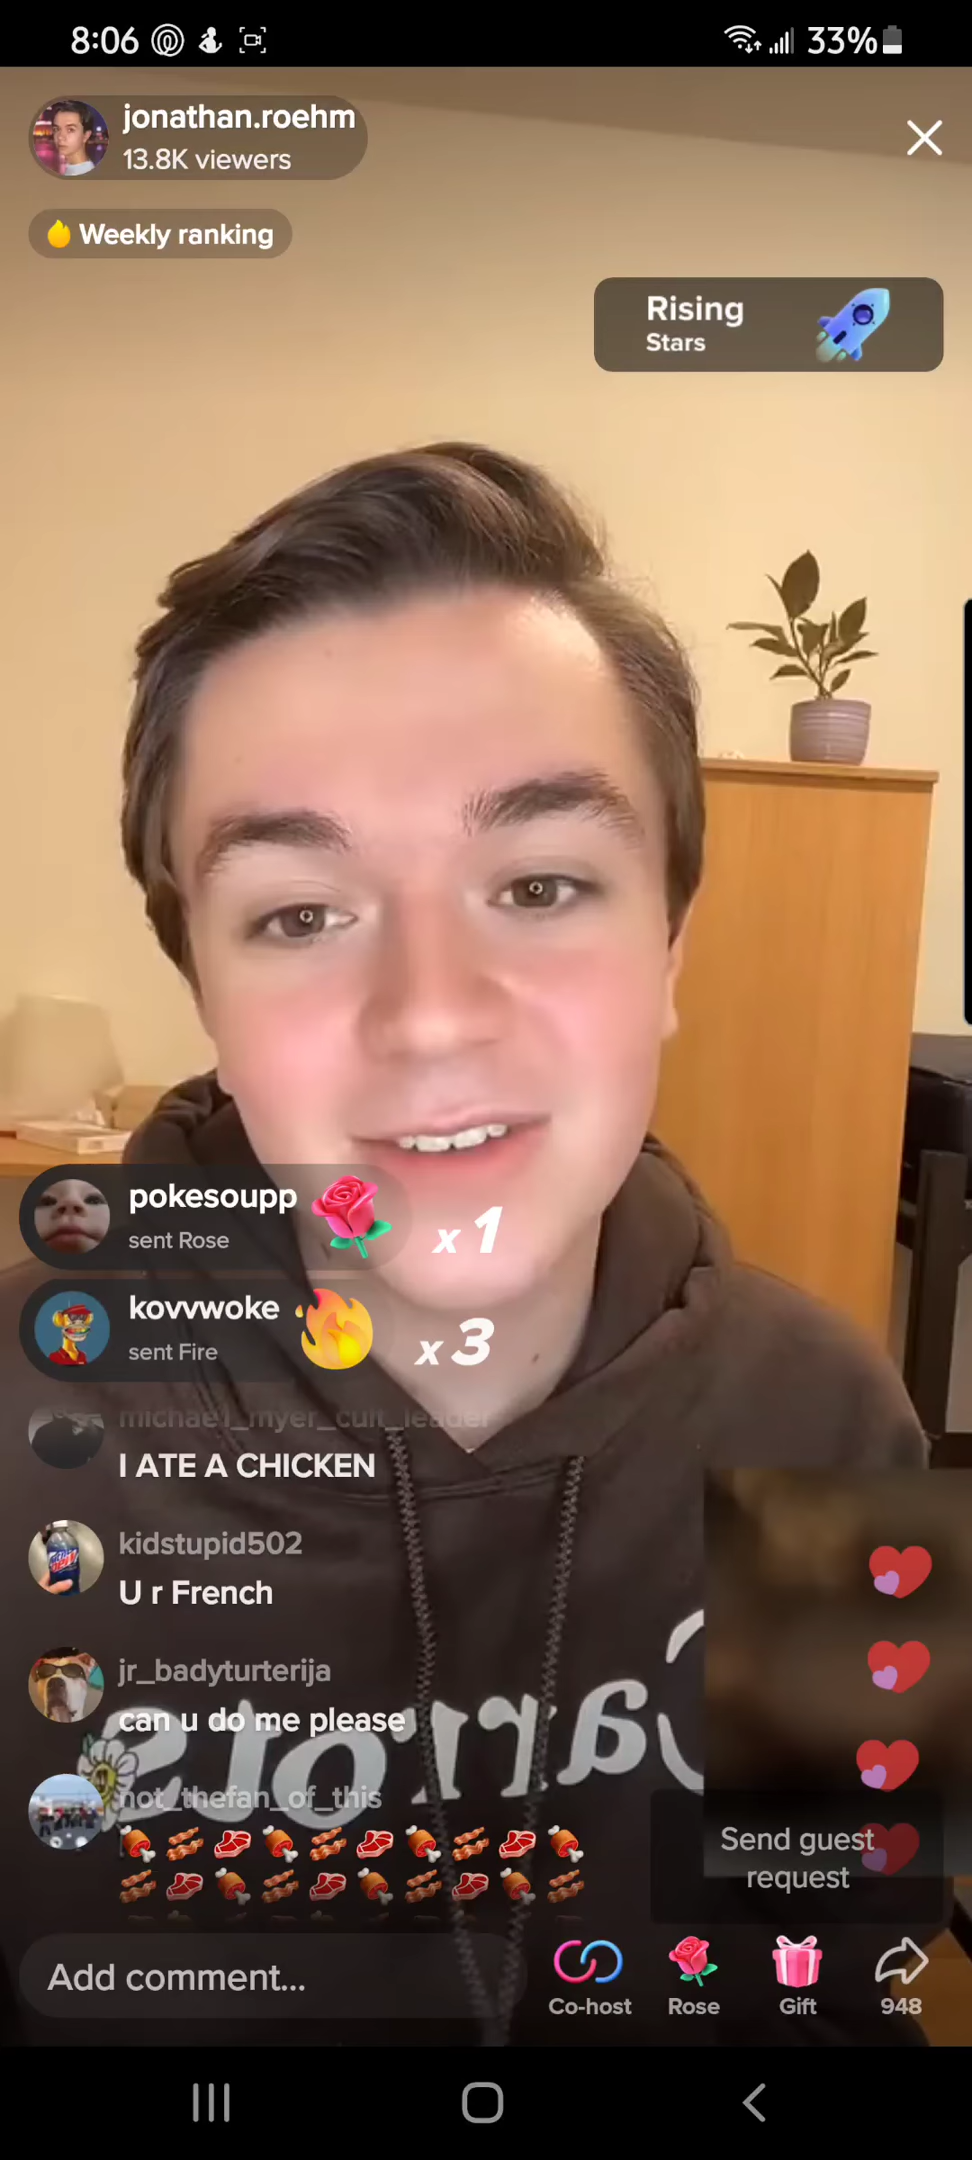 8:06
33%
jonathan.roehm
13.8K viewers
Weekly ranking
Rising
Stars
pokesoupp
sent Rose
x 1
kovvwoke
sent Fire
x 3
michae1_myer_cult_leader
I ATE A CHICKEN
kidstupid502
U r French
jr_badyturterija
can u do me please
Carrots
not_thefan_of_this
Send guest
request
Add comment...
Co-host
Rose
Gift
948